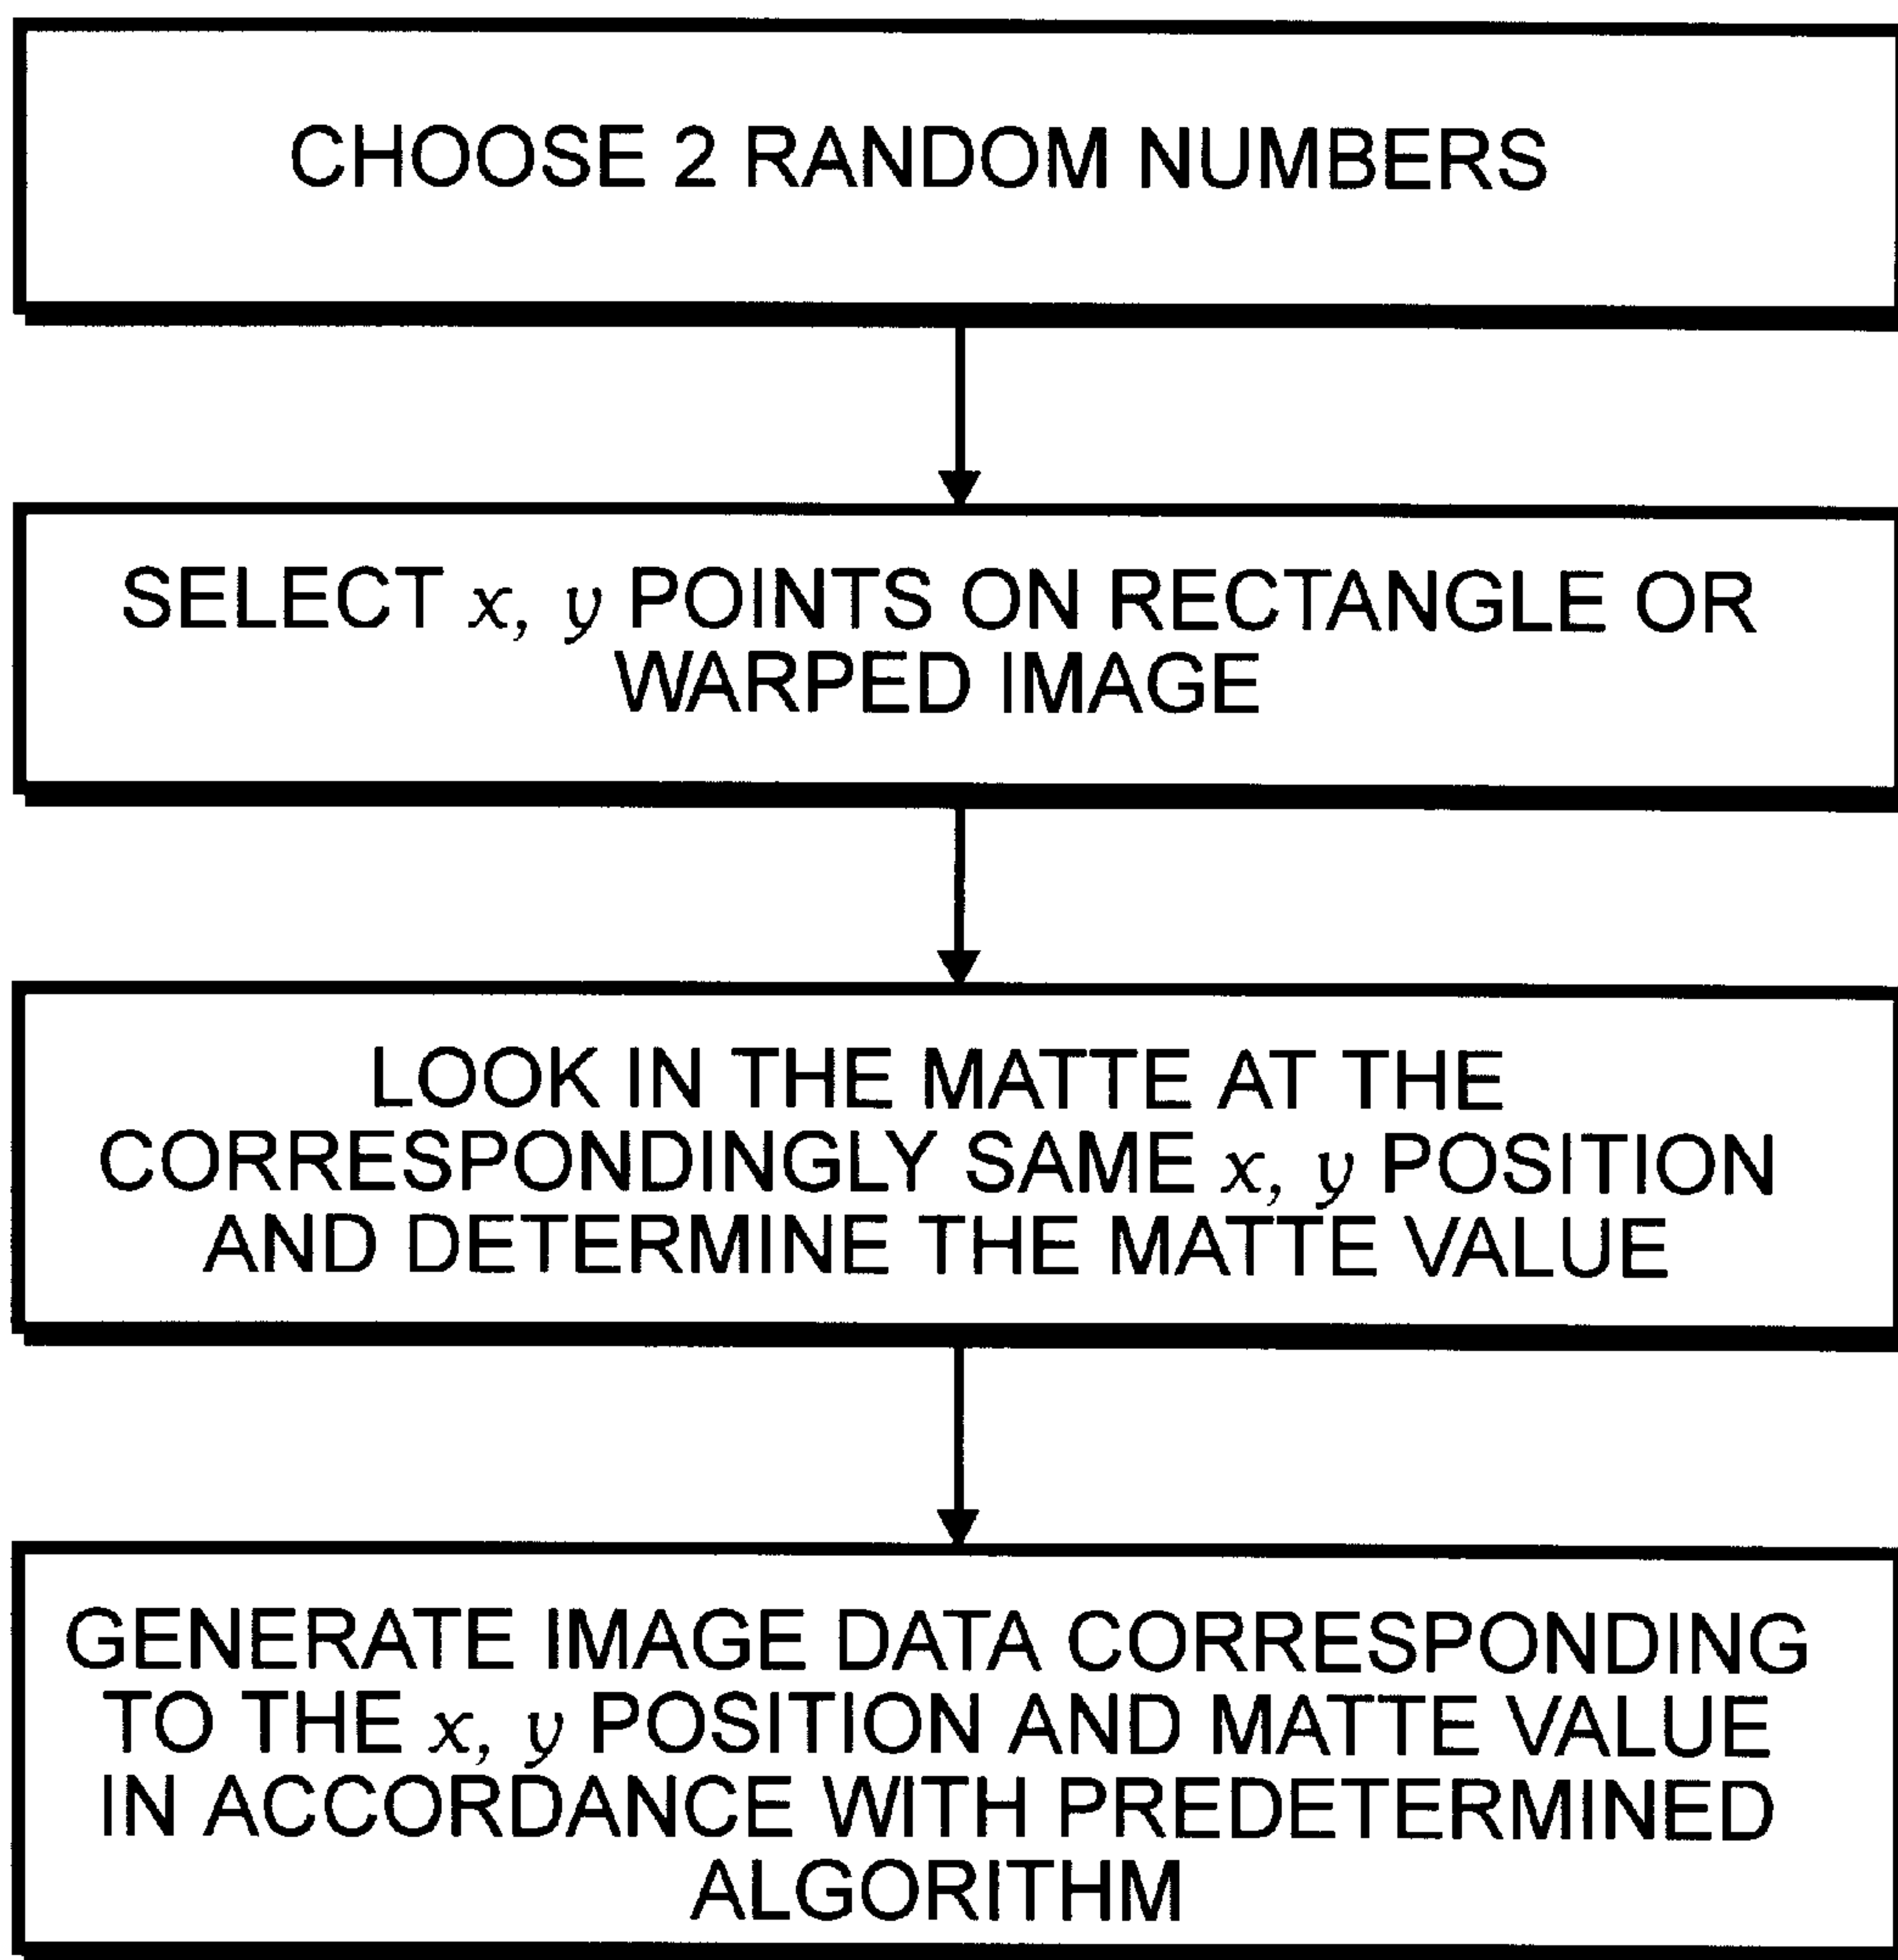 CHOOSE 2 RANDOM NUMBERS
SELECT x, y POINTS ON RECTANGLE OR
WARPED IMAGE
LOOK IN THE MATTE AT THE
CORRESPONDINGLY SAME x, y POSITION
AND DETERMINE THE MATTE VALUE
GENERATE IMAGE DATA CORRESPONDING
TO THE x, y POSITION AND MATTE VALUE
IN ACCORDANCE WITH PREDETERMINED
ALGORITHM